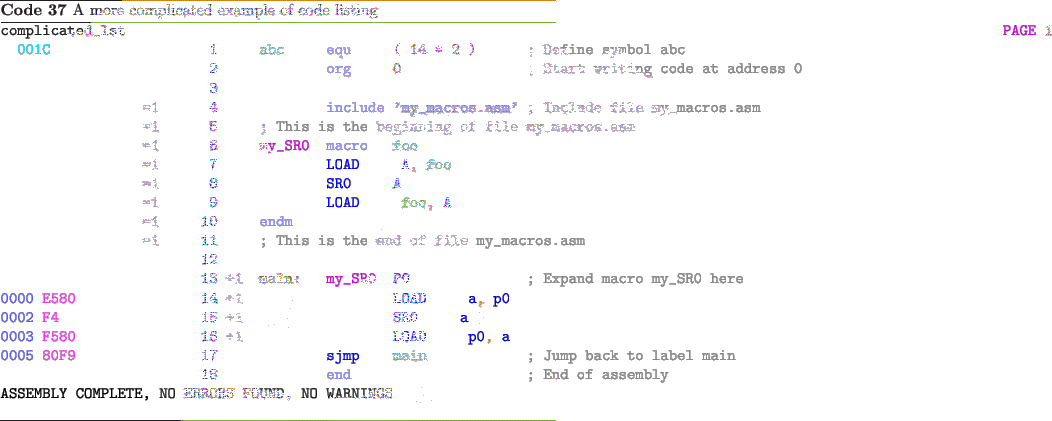 Code 37 A more complicated example of code listing
complicated_lst PAGE 1
001C 1 abc equ ( 14 * 2 ) ; Define symbol abc
2 org 0 ; Start writing code at address 0
3
=1 4 include 'my_macros.asm' ; Include file my_macros.asm
=1 5 ; This is the beginning of file my_macros.asm
=1 6 my_SR0 macro foo
=1 7 LOAD A, foo
=1 8 SR0 A
=1 9 LOAD foo, A
=1 10 endm
=1 11 ; This is the end of file my_macros.asm
12
13 +1 main: my_SR0 P0 ; Expand macro my_SR0 here
0000 E580 14 +1 LOAD a, p0
0002 F4 15 +1 SR0 a
0003 F580 16 +1 LOAD p0, a
0005 80F9 17 sjmp main ; Jump back to label main
18 end ; End of assembly
ASSEMBLY COMPLETE, NO ERRORS FOUND, NO WARNINGS